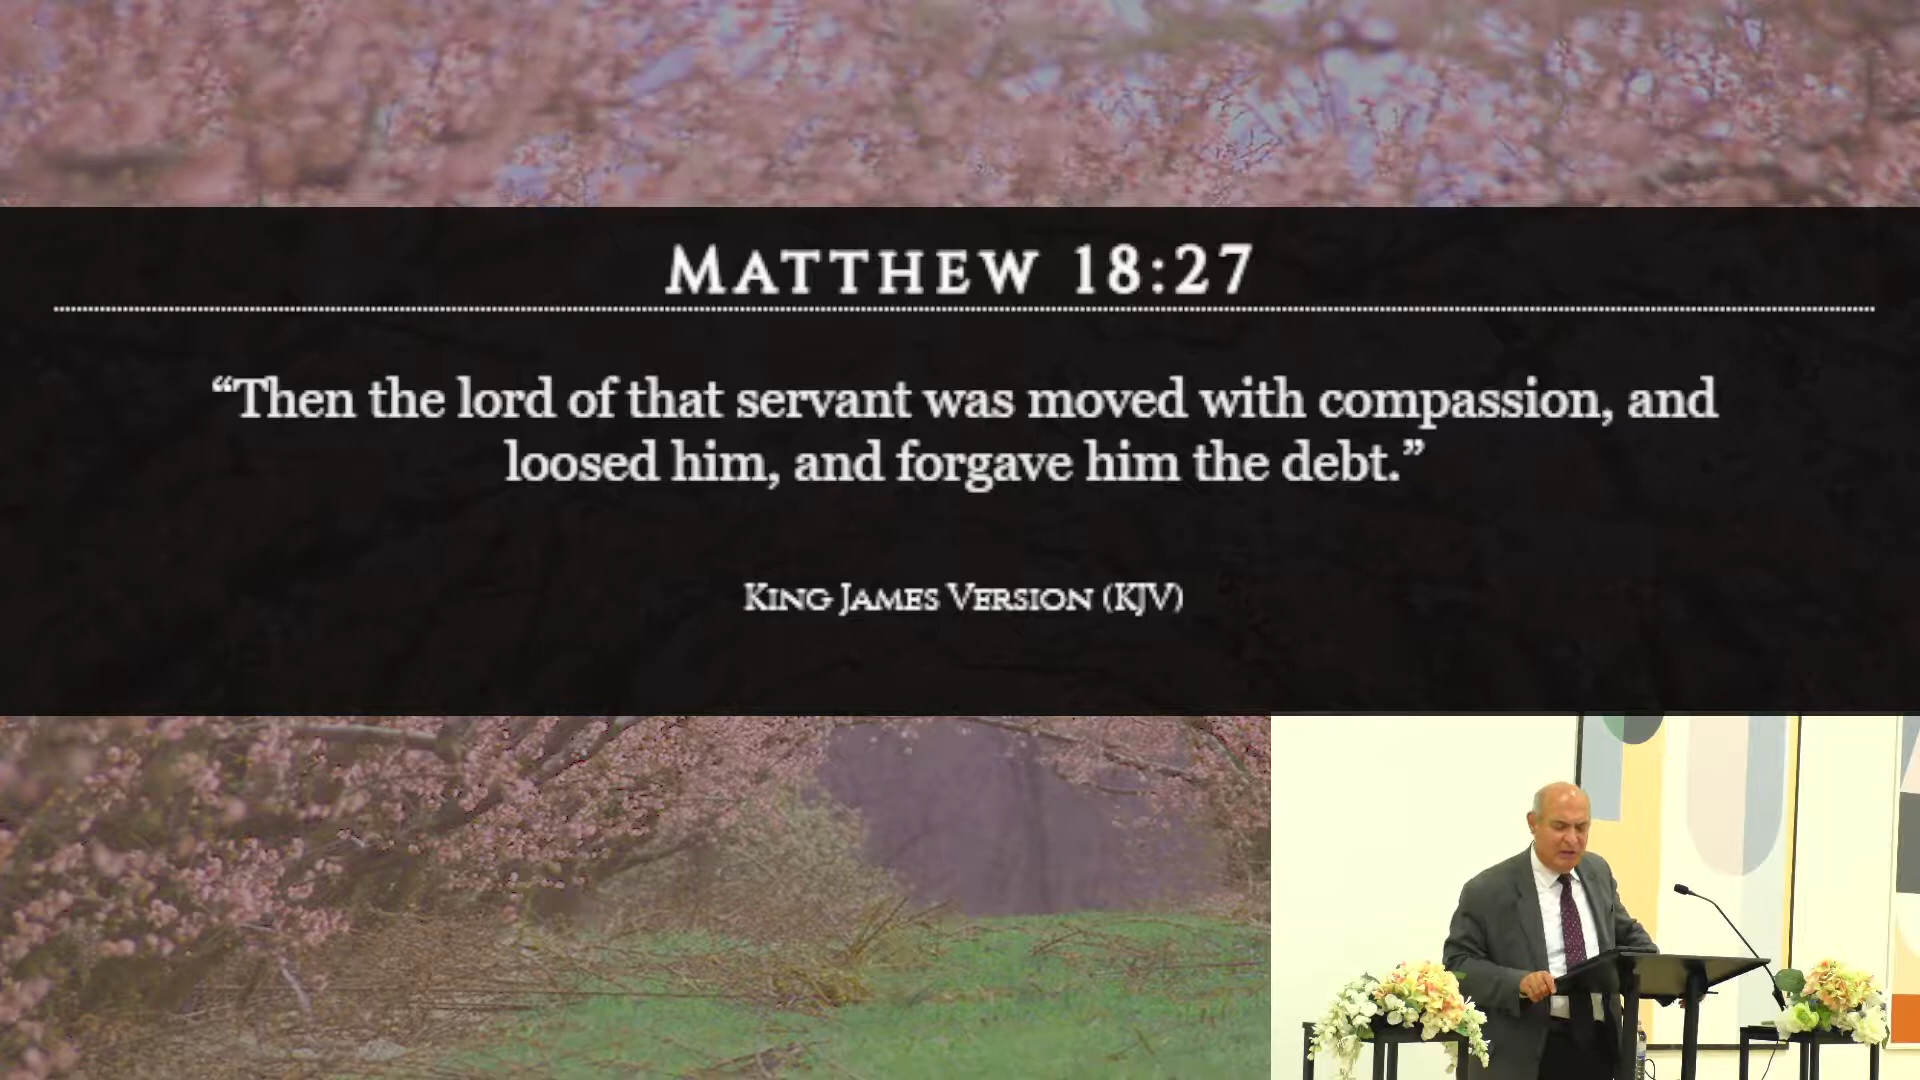 MATTHEW 18:27
“Then the lord of that servant was moved with compassion, and
loosed him, and forgave him the debt.”
KING JAMES VERSION (KJV)